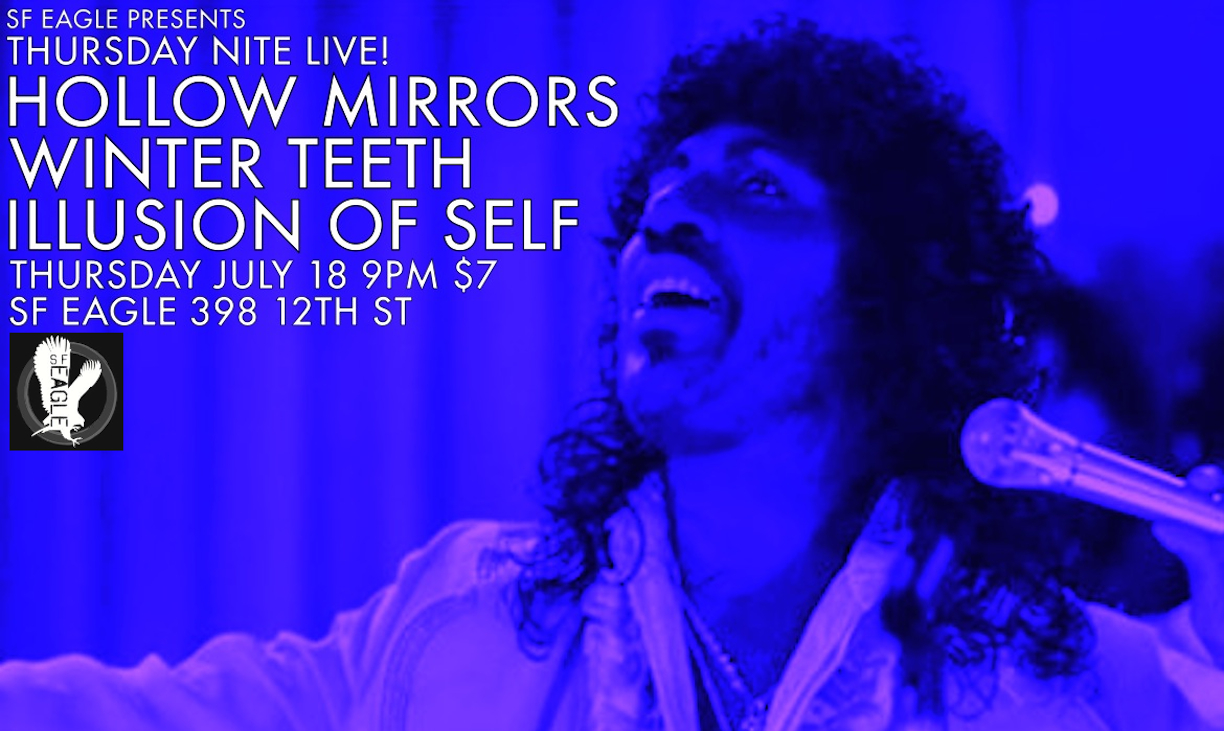 SF EAGLE PRESENTS
THURSDAY NITE LIVE!
HOLLOW MIRRORS
WINTER TEETH
ILLUSION OF SELF
THURSDAY JULY 18 9PM $7
SF EAGLE 398 12TH ST
SF
EAGLE